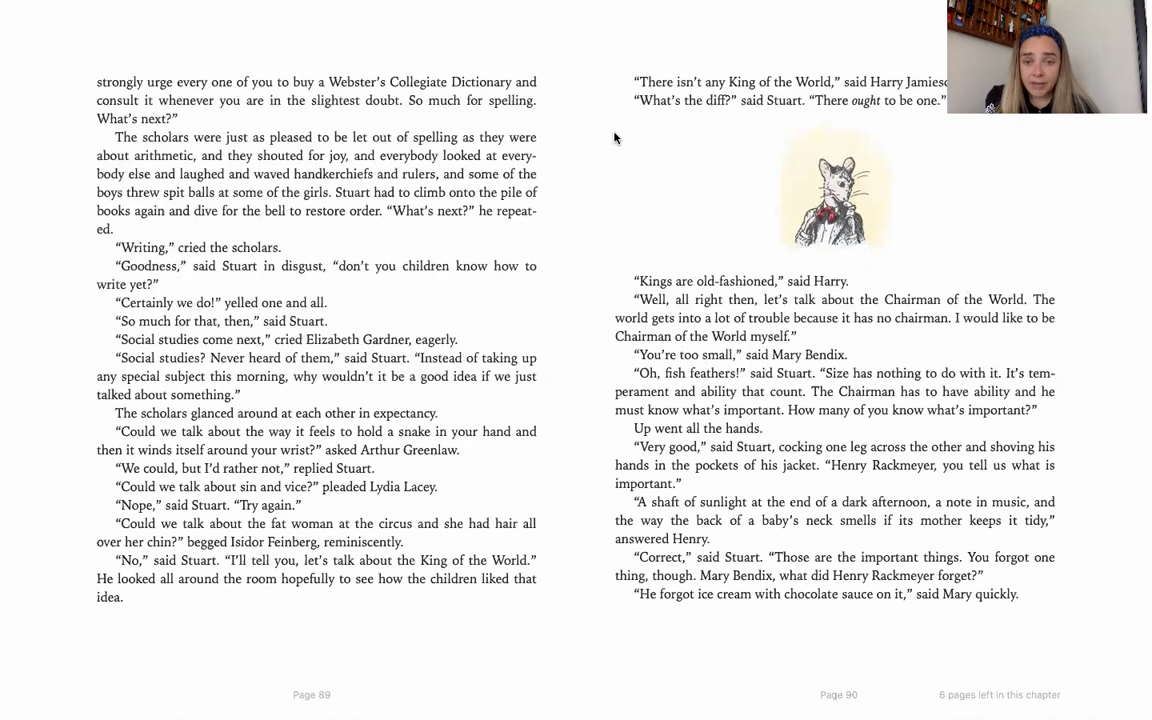 strongly urge every one of you to buy a Webster's Collegiate Dictionary and
consult it whenever you are in the slightest doubt. So much for spelling.
What's next?”
The scholars were just as pleased to be let out of spelling as they were
about arithmetic, and they shouted for joy, and everybody looked at every-
body else and laughed and waved handkerchiefs and rulers, and some of the
boys threw spit balls at some of the girls. Stuart had to climb onto the pile of
books again and dive for the bell to restore order. “What's next?” he repeat-
ed.
“Writing,” cried the scholars.
“Goodness,” said Stuart in disgust, “don't you children know how to
write yet?”
“Certainly we do!” yelled one and all.
“So much for that, then,” said Stuart.
“Social studies come next,” cried Elizabeth Gardner, eagerly.
“Social studies? Never heard of them,” said Stuart. “Instead of taking up
any special subject this morning, why wouldn't it be a good idea if we just
talked about something.”
The scholars glanced around at each other in expectancy.
“Could we talk about the way it feels to hold a snake in your hand and
then it winds itself around your wrist?” asked Arthur Greenlaw.
“We could, but I'd rather not,” replied Stuart.
“Could we talk about sin and vice?” pleaded Lydia Lacey.
“Nope,” said Stuart. “Try again.”
“Could we talk about the fat woman at the circus and she had hair all
over her chin?” begged Isidor Feinberg, reminiscently.
“No,” said Stuart. “I'll tell you, let's talk about the King of the World.”
He looked all around the room hopefully to see how the children liked that
idea.
Page 89
“There isn't any King of the World,” said Harry Jamies
“What's the diff?” said Stuart. “There ought to be one.”
“Kings are old-fashioned,” said Harry.
“Well, all right then, let's talk about the Chairman of the World. The
world gets into a lot of trouble because it has no chairman. I would like to be
Chairman of the World myself.”
“You're too small,” said Mary Bendix.
“Oh, fish feathers!” said Stuart. “Size has nothing to do with it. It's tem-
perament and ability that count. The Chairman has to have ability and he
must know what's important. How many of you know what's important?”
Up went all the hands.
“Very good,” said Stuart, cocking one leg across the other and shoving his
hands in the pockets of his jacket. “Henry Rackmeyer, you tell us what is
important.”
“A shaft of sunlight at the end of a dark afternoon, a note in music, and
the way the back of a baby's neck smells if its mother keeps it tidy,”
answered Henry.
“Correct,” said Stuart. “Those are the important things. You forgot one
thing, though. Mary Bendix, what did Henry Rackmeyer forget?”
“He forgot ice cream with chocolate sauce on it,” said Mary quickly.
Page 90
6 pages left in this chapter